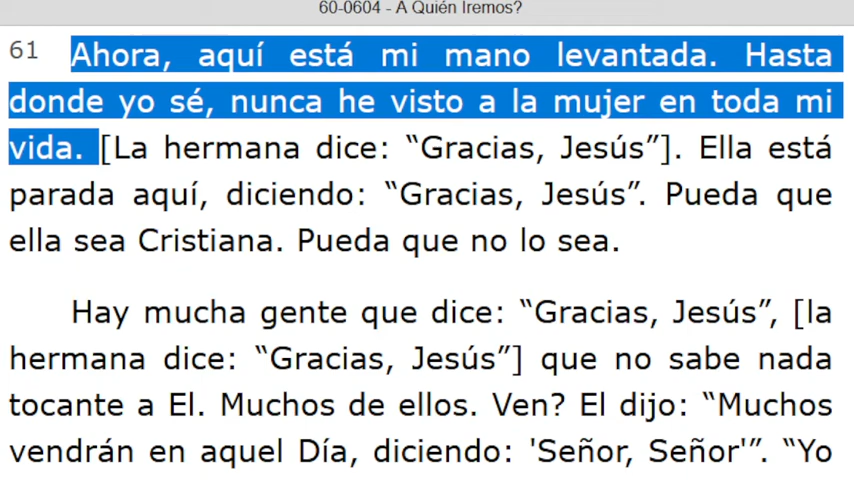 60-0604 - A Quién Iremos?
61 Ahora, aquí está mi mano levantada. Hasta
donde yo sé, nunca he visto a la mujer en toda mi
vida. [La hermana dice: “Gracias, Jesús”]. Ella está
parada aquí, diciendo: “Gracias, Jesús”. Pueda que
ella sea Cristiana. Pueda que no lo sea.
Hay mucha gente que dice: “Gracias, Jesús”, [la
hermana dice: “Gracias, Jesús”] que no sabe nada
tocante a El. Muchos de ellos. Ven? El dijo: “Muchos
vendrán en aquel Día, diciendo: 'Señor, Señor'”. “Yo